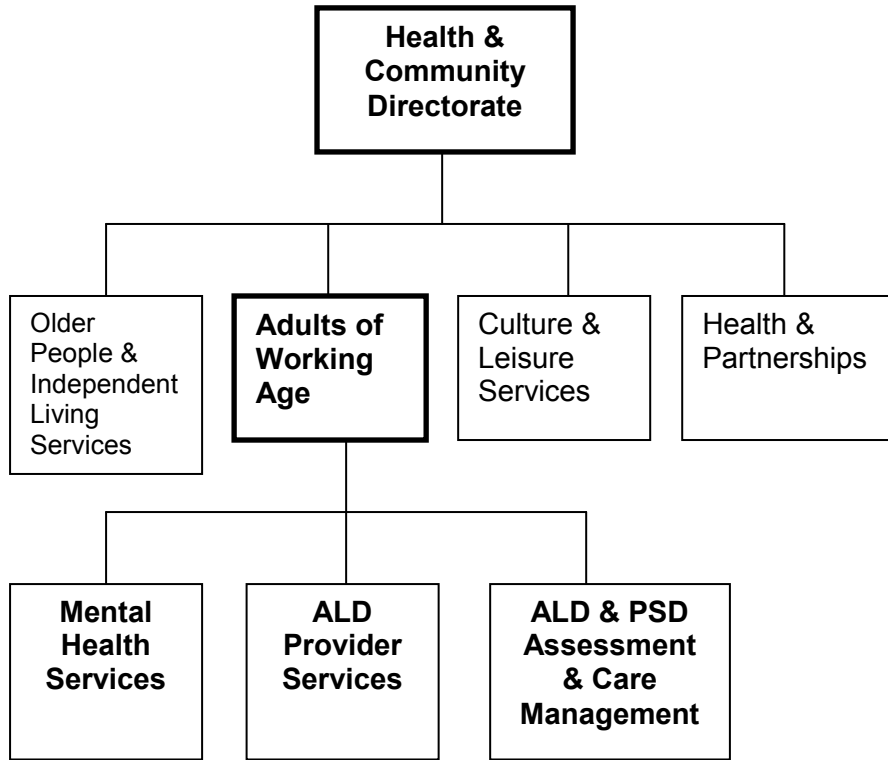 Health &
Community
Directorate
Older
People &
Independent
Living
Services
Adults of
Working
Age
Culture &
Leisure
Services
Health &
Partnerships
Mental
Health
Services
ALD
Provider
Services
ALD & PSD
Assessment
& Care
Management